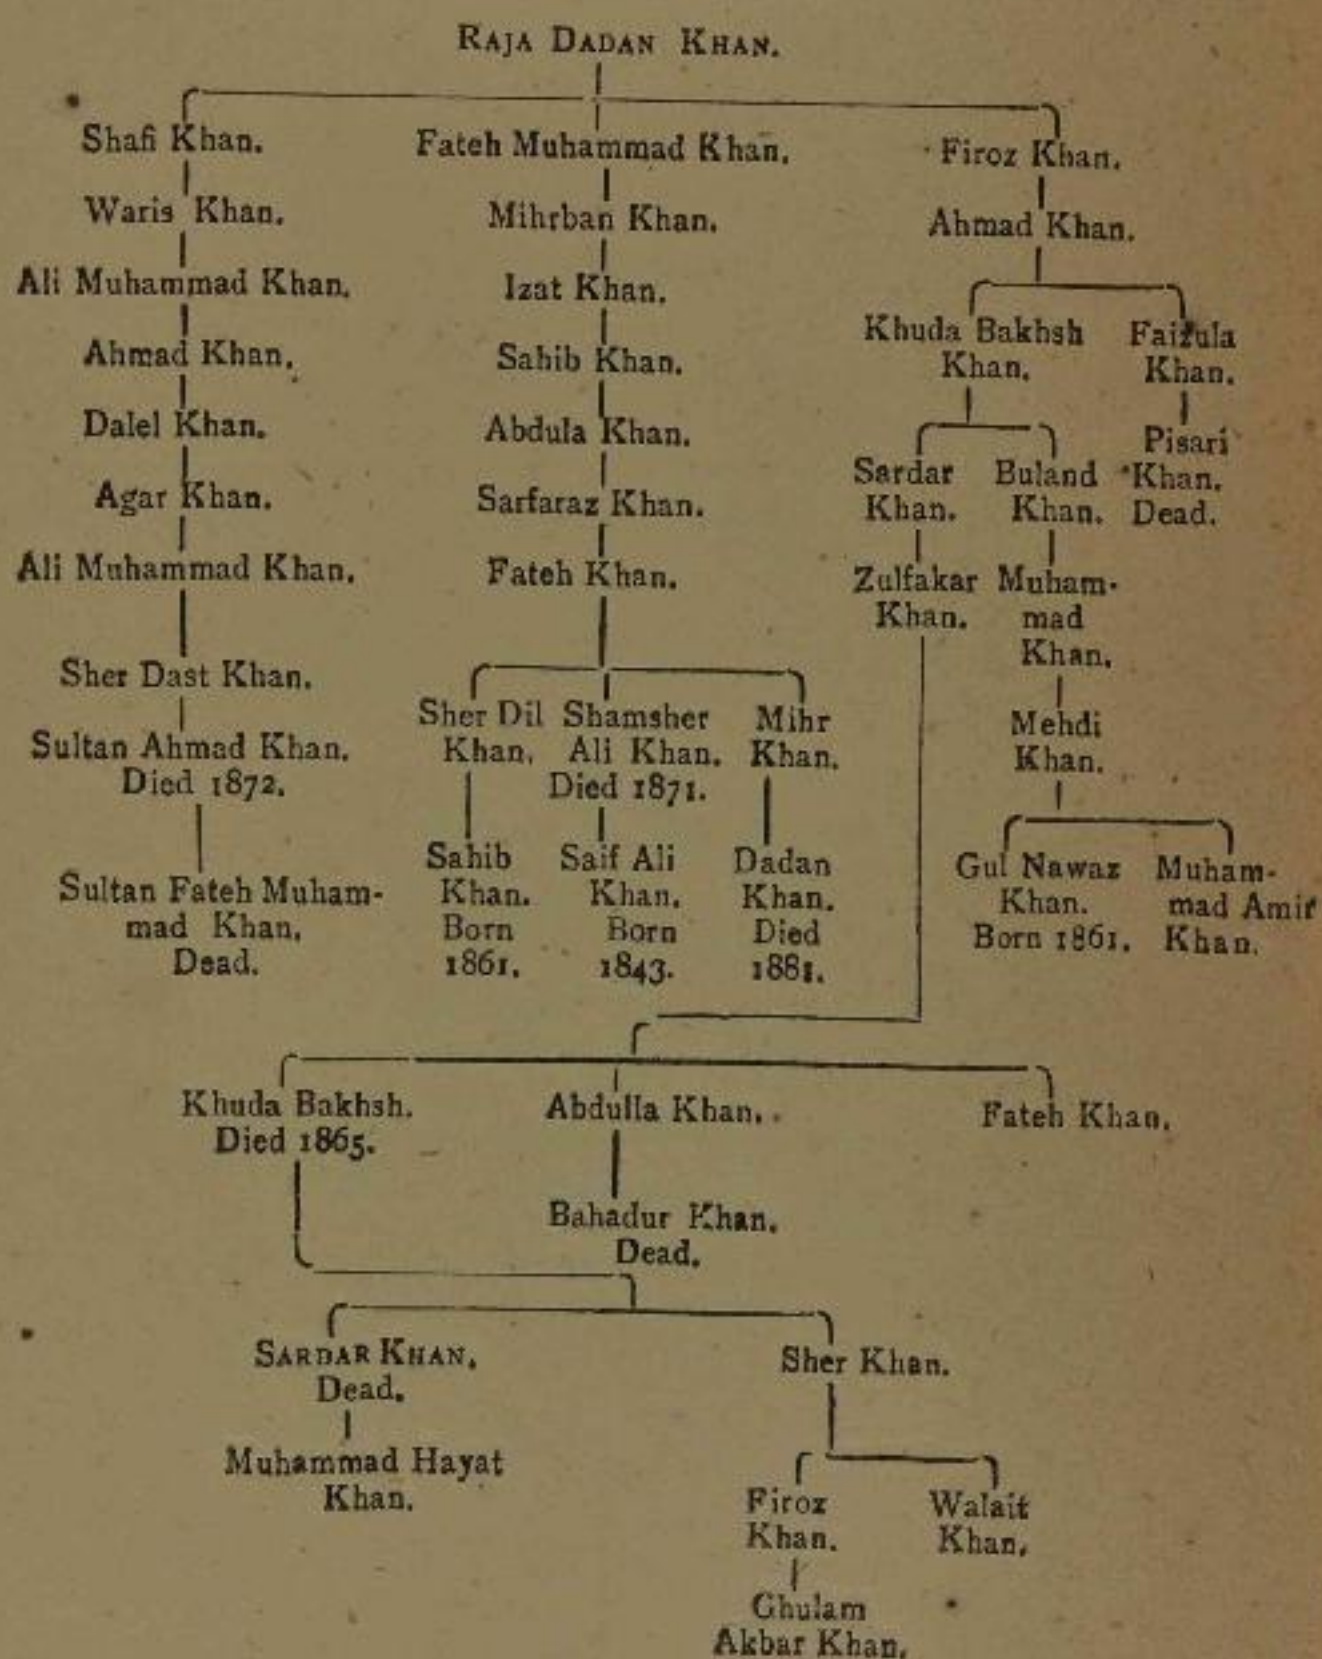 RAJA DADAN KHAN.
Shafi Khan. Fateh Muhammad Khan. Firoz Khan.
Waris Khan. Mihrban Khan. Ahmad Khan.
Ali Muhammad Khan. Izat Khan.
Khuda Bakhsh Faizula
Ahmad Khan. Sahib Khan. Khan. Khan.
Dalel Khan. Abdula Khan. Pisari
Sardar Buland Khan.
Agar Khan. Sarfaraz Khan. Khan. Khan. Dead.
Ali Muhammad Khan. Fateh Khan. Zulfakar Muham-
Khan. mad
Khan.
Sher Dast Khan.
Sher Dil Shamsher Mihr Mehdi
Sultan Ahmad Khan. Khan. Ali Khan. Khan. Khan.
Died 1872. Died 1871.
Sahib Saif Ali Dadan Gul Nawaz Muham-
Sultan Fateh Muham- Khan. Khan. Khan. Khan. mad Amir
mad Khan. Born Born Died Born 1861. Khan.
Dead. 1861. 1843. 1881.
Khuda Bakhsh. Abdulla Khan. Fateh Khan.
Died 1865.
Bahadur Khan.
Dead.
SARDAR KHAN. Sher Khan.
Dead.
Muhammad Hayat
Khan. Firoz Walait
Khan. Khan.
Ghulam
Akbar Khan.